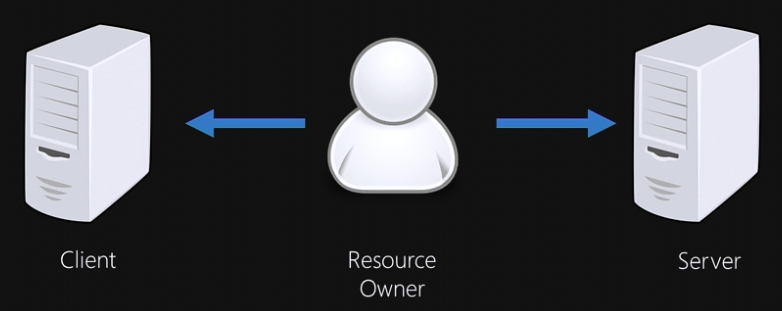 Client
Resource
Owner
Server